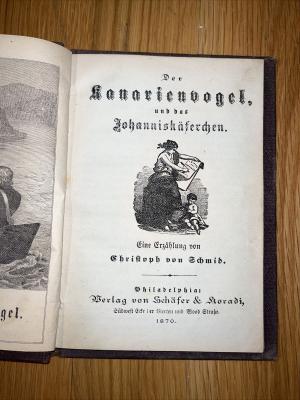 Der
Kanarienvogel,
und das
Johanniskäferchen.
Eine Erzählung von
Christoph von Schmid.
Philadelphia:
Verlag von Schäfer & Koradi,
Südwest Ecke der Vierten und Wood Straße.
1870.
gel.